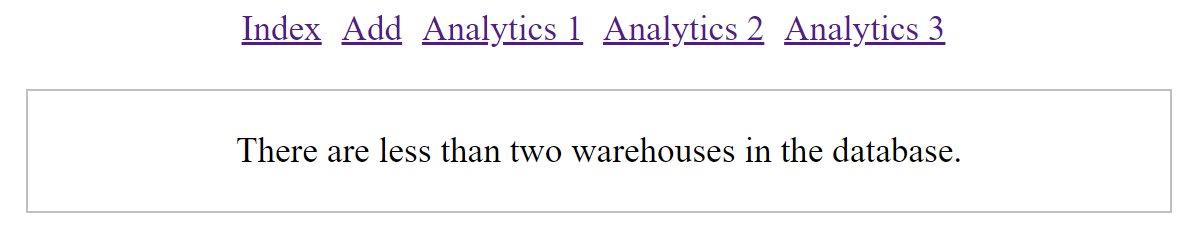 Index Add Analytics 1 Analytics 2 Analytics 3
There are less than two warehouses in the database.